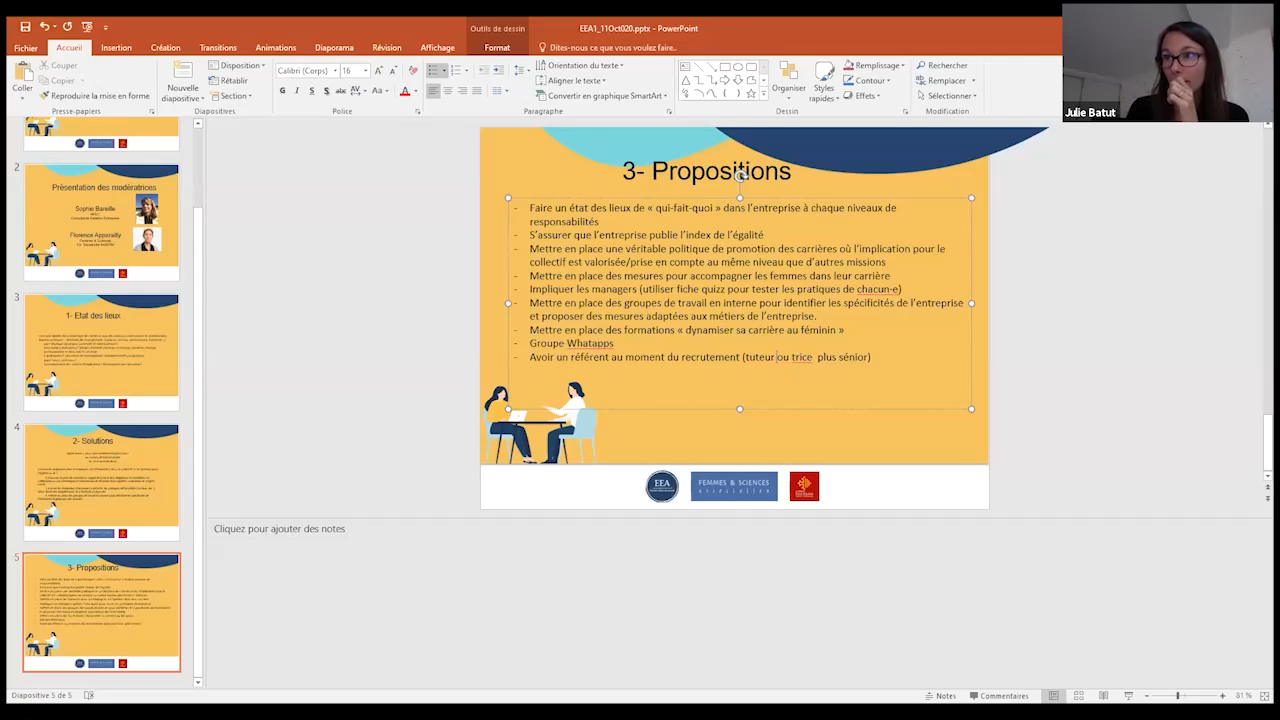 EEA1_11Oct020.pptx - PowerPoint
Outils de dessin
Fichier
Accueil
Insertion
Création
Transitions
Animations
Diaporama
Révision
Affichage
Format
Dites-nous ce que vous voulez faire..
Coller
Couper
Copier
Reproduire la mise en forme
Presse-papiers
Nouvelle
diapositive
Disposition
Rétablir
Section
Diapositives
Calibri (Corps)
16
G I S S abc AV Aa A
Police
Orientation du texte
Aligner le texte
Convertir en graphique SmartArt
Paragraphe
Organiser
Styles
rapides
Remplissage
Contour
Effets
Dessin
Rechercher
Remplacer
Sélectionner
Modification
Julie Batut
2
Présentation des modératrices
Sophie Bareille
Florence Apparailly
3
1- Etat des lieux
4
2- Solutions
5
3- Propositions
3- Propositions
- Faire un état des lieux de « qui-fait-quoi » dans l’entreprise à chaque niveaux de
responsabilités
- S’assurer que l’entreprise publie l’index de l’égalité
- Mettre en place une véritable politique de promotion des carrières où l’implication pour le
collectif est valorisée/prise en compte au même niveau que d’autres missions
- Mettre en place des mesures pour accompagner les femmes dans leur carrière
- Impliquer les managers (utiliser fiche quizz pour tester les pratiques de chacun-e)
- Mettre en place des groupes de travail en interne pour identifier les spécificités de l’entreprise
et proposer des mesures adaptées aux métiers de l’entreprise.
- Mettre en place des formations « dynamiser sa carrière au féminin »
- Groupe Whatapps
- Avoir un référent au moment du recrutement (tuteur ou trice plus sénior)
EEA
FEMMES & SCIENCES
association
Cliquez pour ajouter des notes
Diapositive 5 de 5
Notes
Commentaires
81 %